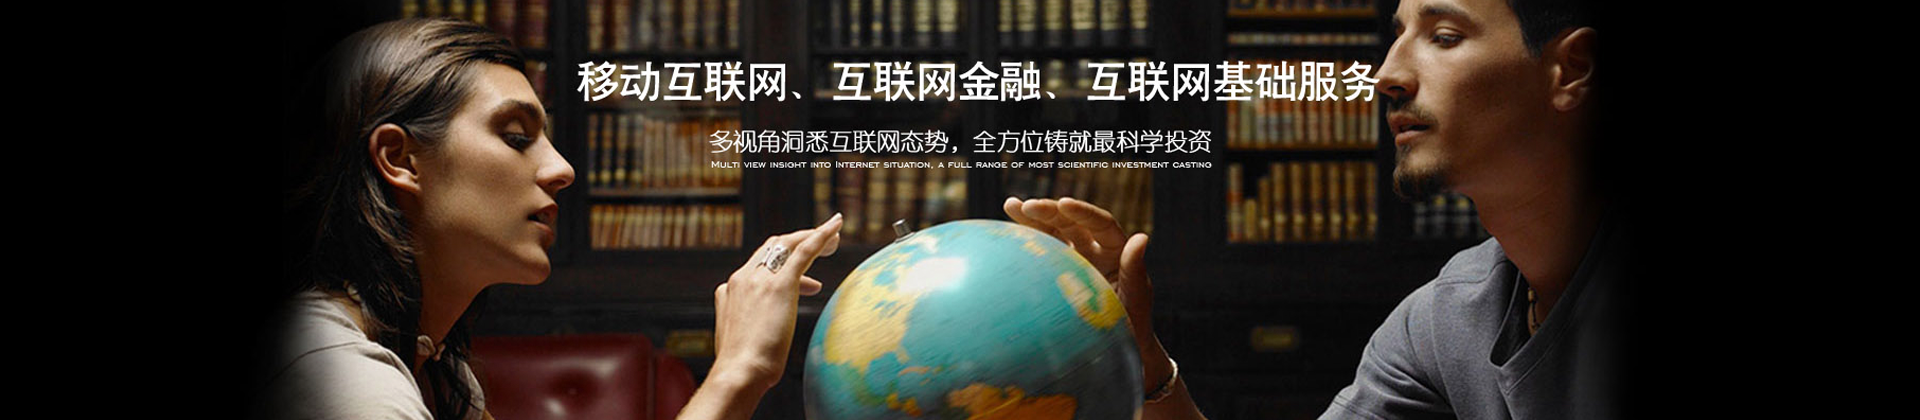 移动互联网、互联网金融、互联网基础服务
多视角洞悉互联网态势，全方位铸就最科学投资
Multi view insight into Internet situation, a full range of most scientific investment casting